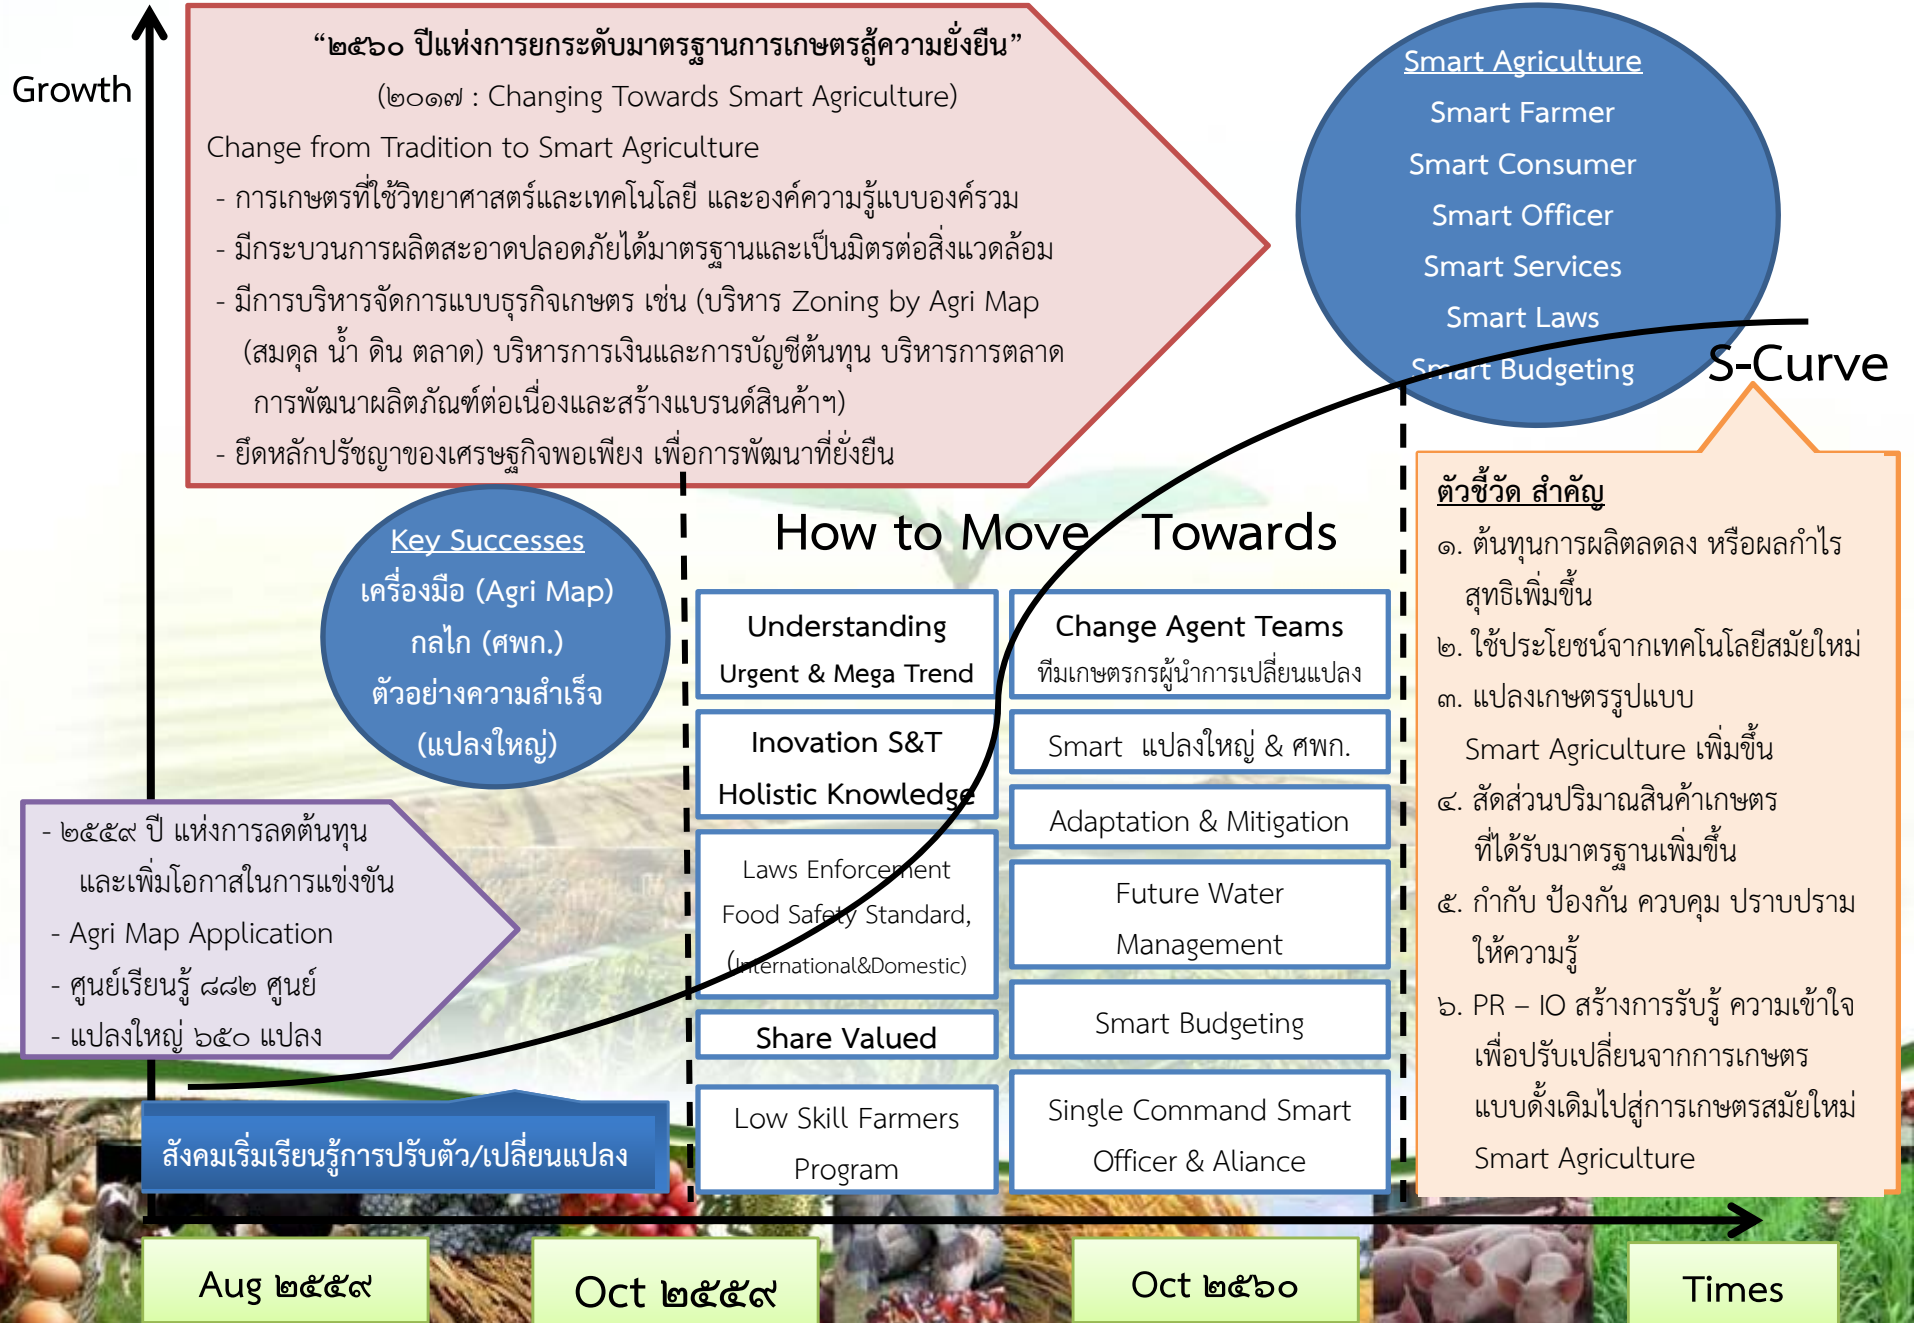 Growth
“๒๕๖๐ ปีแห่งการยกระดับมาตรฐานการเกษตรสู้ความยั่งยืน”
(๒๐๑๗ : Changing Towards Smart Agriculture)
Change from Tradition to Smart Agriculture
- การเกษตรที่ใช้วิทยาศาสตร์และเทคโนโลยี และองค์ความรู้แบบองค์รวม
- มีกระบวนการผลิตสะอาดปลอดภัยได้มาตรฐานและเป็นมิตรต่อสิ่งแวดล้อม
- มีการบริหารจัดการแบบธุรกิจเกษตร เช่น (บริหาร Zoning by Agri Map
(สมดุล น้ำ ดิน ตลาด) บริหารการเงินและการบัญชีต้นทุน บริหารการตลาด
การพัฒนาผลิตภัณฑ์ต่อเนื่องและสร้างแบรนด์สินค้าฯ)
- ยึดหลักปรัชญาของเศรษฐกิจพอเพียง เพื่อการพัฒนาที่ยั่งยืน
Smart Agriculture
Smart Farmer
Smart Consumer
Smart Officer
Smart Services
Smart Laws
Smart Budgeting
S-Curve
Key Successes
เครื่องมือ (Agri Map)
กลไก (ศพก.)
ตัวอย่างความสำเร็จ
(แปลงใหญ่)
How to Move Towards
Understanding
Urgent & Mega Trend
Inovation S&T
Holistic Knowledge
Laws Enforcement
Food Safety Standard,
(International&Domestic)
Share Valued
Low Skill Farmers
Program
Change Agent Teams
ทีมเกษตรกรผู้นำการเปลี่ยนแปลง
Smart แปลงใหญ่ & ศพก.
Adaptation & Mitigation
Future Water
Management
Smart Budgeting
Single Command Smart
Officer & Aliance
ตัวชี้วัด สำคัญ
๑. ต้นทุนการผลิตลดลง หรือผลกำไร
สุทธิเพิ่มขึ้น
๒. ใช้ประโยชน์จากเทคโนโลยีสมัยใหม่
๓. แปลงเกษตรรูปแบบ
Smart Agriculture เพิ่มขึ้น
๔. สัดส่วนปริมาณสินค้าเกษตร
ที่ได้รับมาตรฐานเพิ่มขึ้น
๕. กำกับ ป้องกัน ควบคุม ปราบปราม
ให้ความรู้
๖. PR – IO สร้างการรับรู้ ความเข้าใจ
เพื่อปรับเปลี่ยนจากการเกษตร
แบบดั้งเดิมไปสู่การเกษตรสมัยใหม่
Smart Agriculture
- ๒๕๕๙ ปี แห่งการลดต้นทุน
และเพิ่มโอกาสในการแข่งขัน
- Agri Map Application
- ศูนย์เรียนรู้ ๘๘๒ ศูนย์
- แปลงใหญ่ ๖๕๐ แปลง
สังคมเริ่มเรียนรู้การปรับตัว/เปลี่ยนแปลง
Aug ๒๕๕๙
Oct ๒๕๕๙
Oct ๒๕๖๐
Times